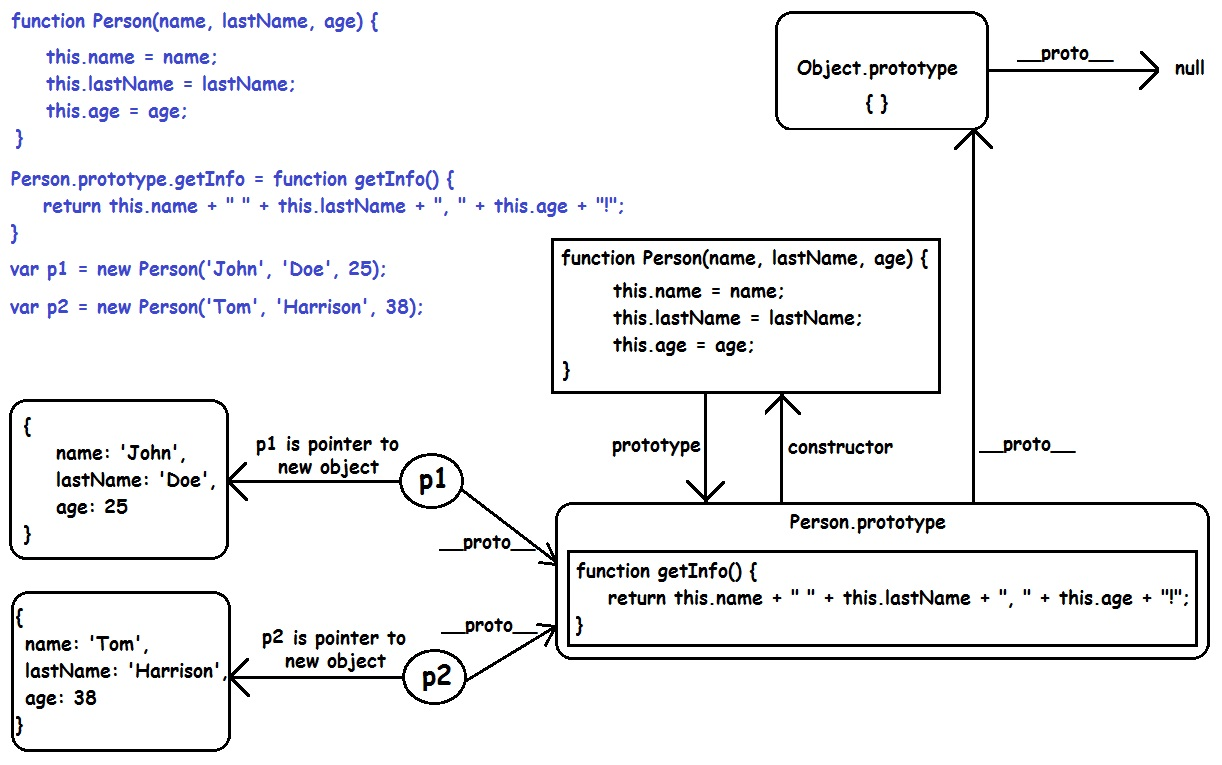 function Person(name, lastName, age) {
this.name = name;
this.lastName = lastName;
this.age = age;
}
Person.prototype.getInfo = function getInfo() {
return this.name + " " + this.lastName + ", " + this.age + "!";
}
var p1 = new Person('John', 'Doe', 25);
var p2 = new Person('Tom', 'Harrison', 38);
Object.prototype
{ }
__proto__
null
function Person(name, lastName, age) {
this.name = name;
this.lastName = lastName;
this.age = age;
}
prototype
constructor
__proto__
{
name: 'John',
lastName: 'Doe',
age: 25
}
p1 is pointer to
new object
p1
__proto__
Person.prototype
function getInfo() {
return this.name + " " + this.lastName + ", " + this.age + "!";
}
{
name: 'Tom',
lastName: 'Harrison',
age: 38
}
p2 is pointer to
new object
p2
__proto__